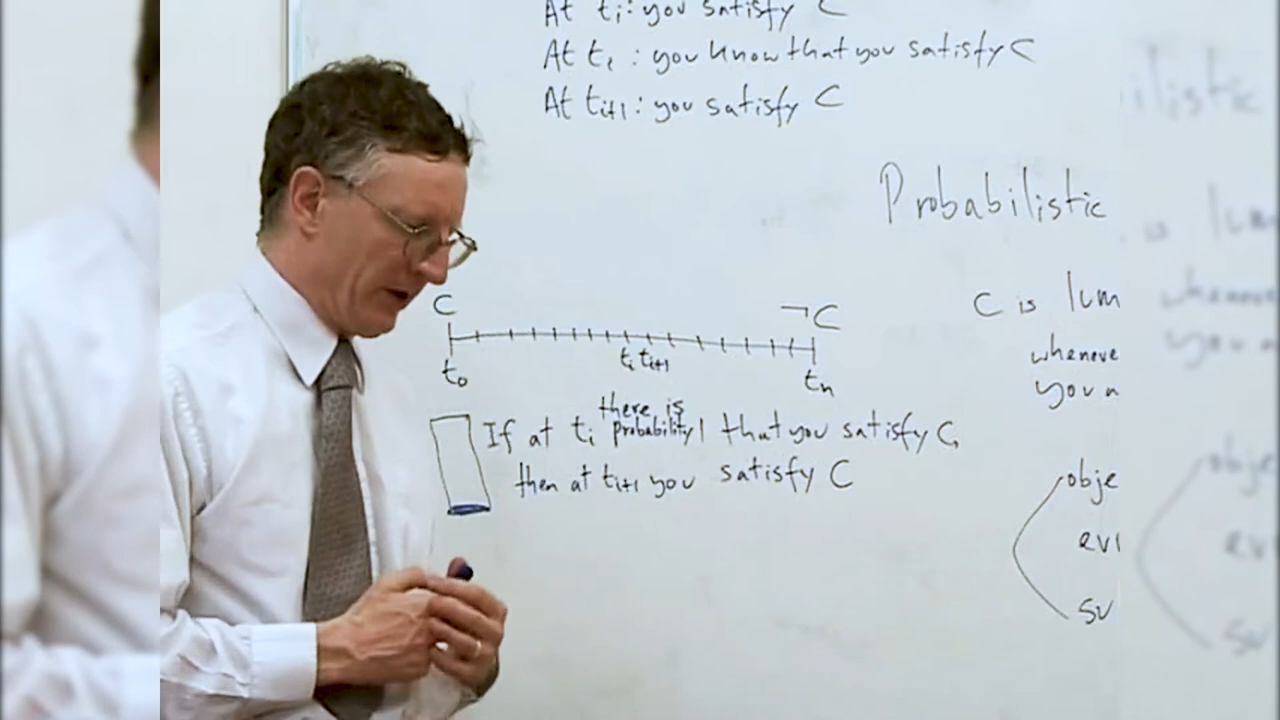 At ti: you satisfy C
At ti: you know that you satisfy C
At ti+1: you satisfy C
Probabilistic
C ¬C
t0 ti ti+1 tn
C is lum
wheneve
you n
there is
If at ti probability 1 that you satisfy C,
then at ti+1 you satisfy C
obje
evi
su